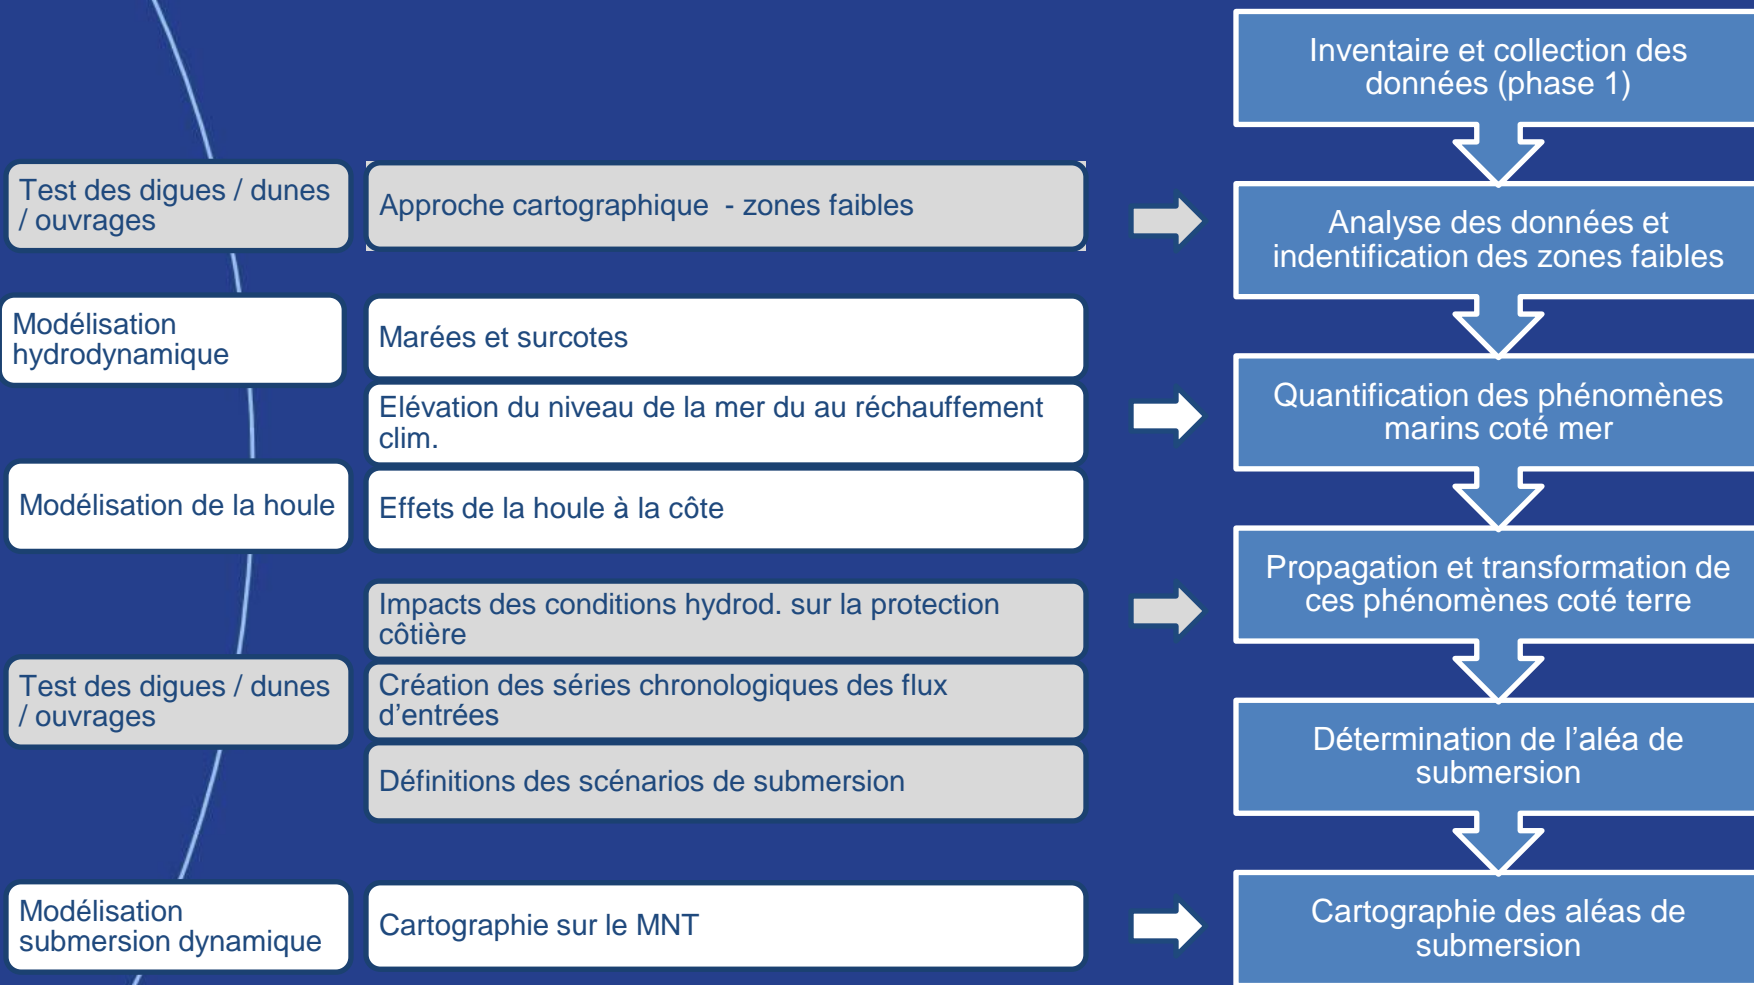 Inventaire et collection des
données (phase 1)
Test des digues / dunes
/ ouvrages
Approche cartographique - zones faibles
Analyse des données et
indentification des zones faibles
Modélisation
hydrodynamique
Marées et surcotes
Elévation du niveau de la mer du au réchauffement
clim.
Quantification des phénomènes
marins coté mer
Modélisation de la houle
Effets de la houle à la côte
Propagation et transformation de
ces phénomènes coté terre
Impacts des conditions hydrod. sur la protection
côtière
Test des digues / dunes
/ ouvrages
Création des séries chronologiques des flux
d’entrées
Définitions des scénarios de submersion
Détermination de l’aléa de
submersion
Modélisation
submersion dynamique
Cartographie sur le MNT
Cartographie des aléas de
submersion